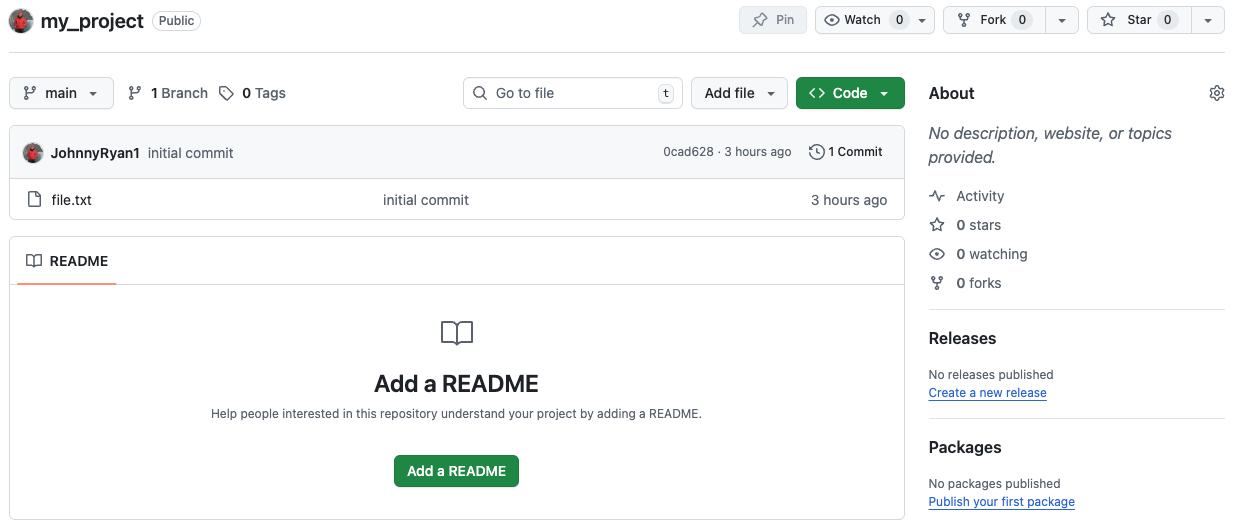 my_project Public Pin Watch 0 Fork 0 Star 0
main 1 Branch 0 Tags Go to file t Add file Code
JohnnyRyan1 initial commit 0cad628 · 3 hours ago 1 Commit
file.txt initial commit 3 hours ago
README
Add a README
Help people interested in this repository understand your project by adding a README.
Add a README
About
No description, website, or topics
provided.
Activity
0 stars
0 watching
0 forks
Releases
No releases published
Create a new release
Packages
No packages published
Publish your first package